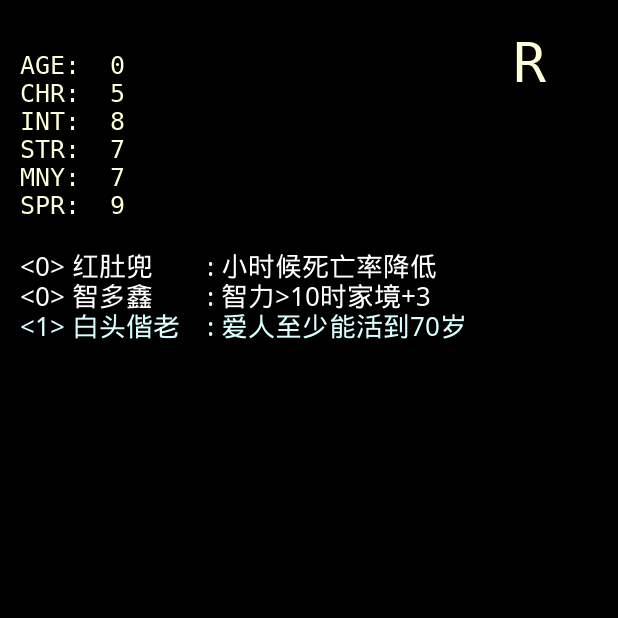 R
AGE: 0
CHR: 5
INT: 8
STR: 7
MNY: 7
SPR: 9
<0> 红肚兜 : 小时候死亡率降低
<0> 智多鑫 : 智力>10时家境+3
<1> 白头偕老 : 爱人至少能活到70岁